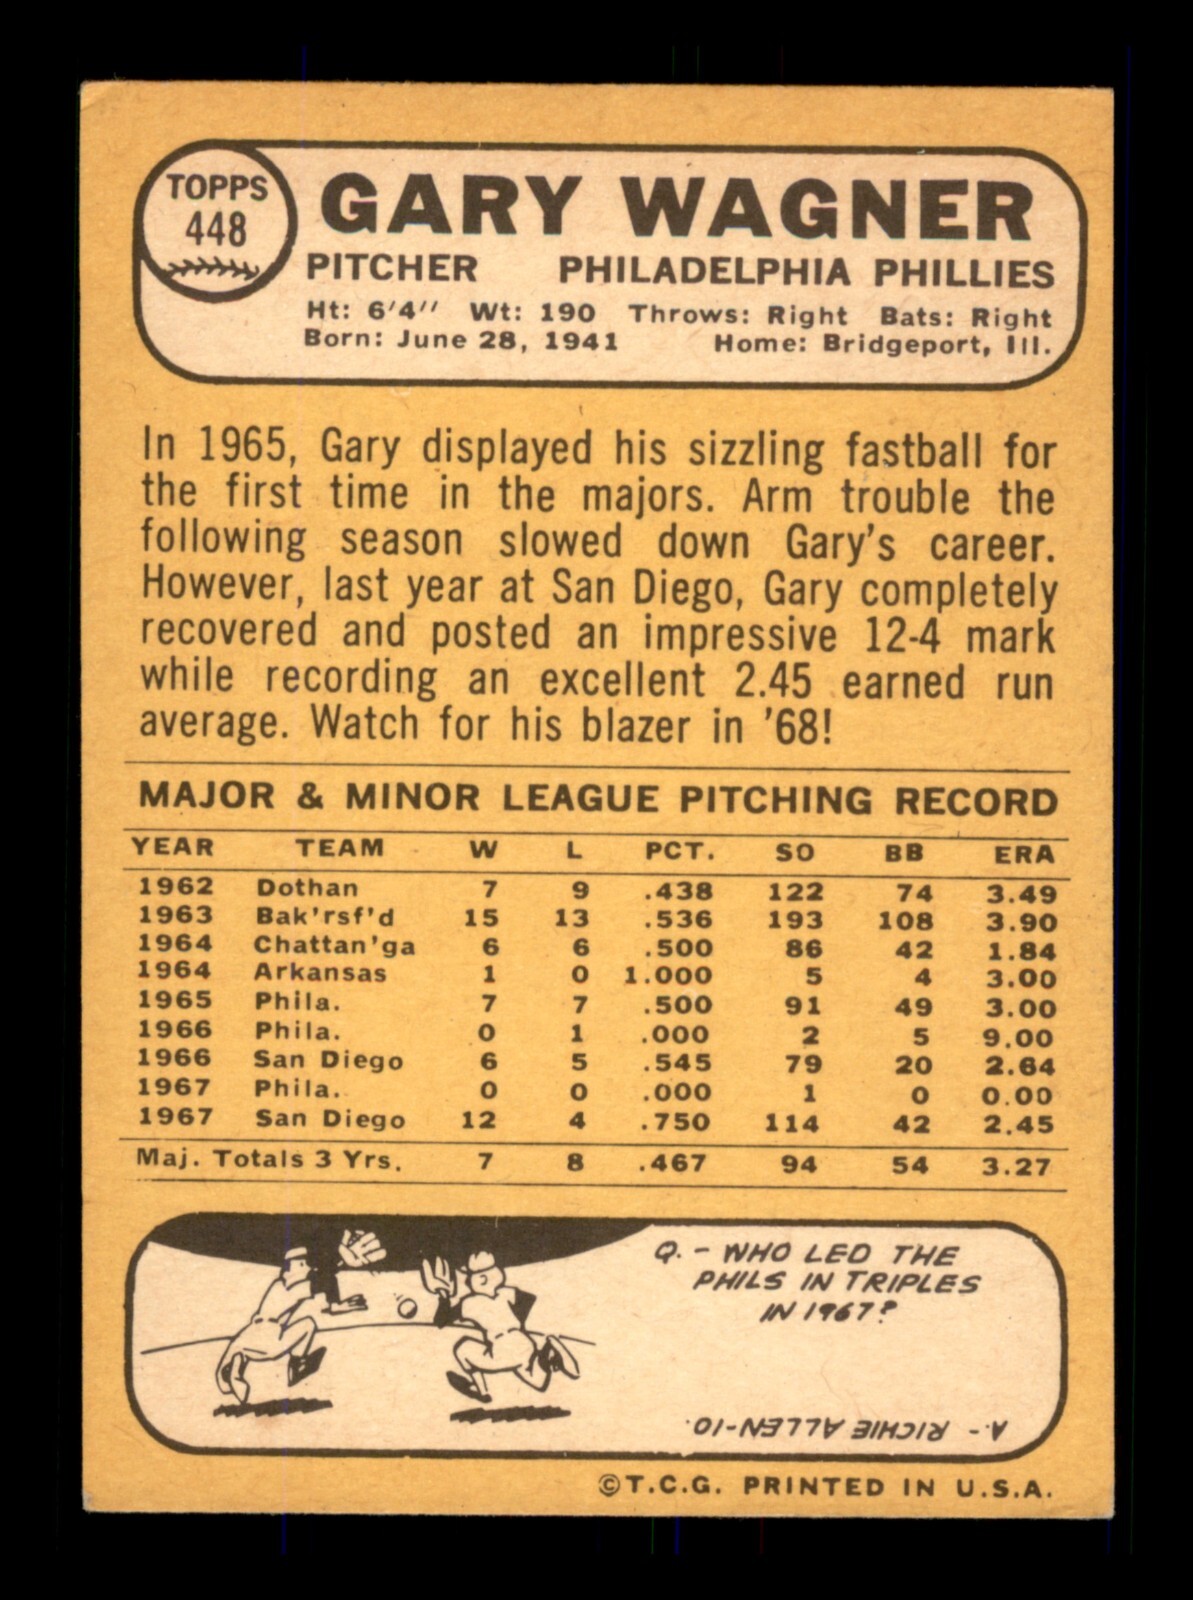 TOPPS
448
GARY WAGNER
PITCHER PHILADELPHIA PHILLIES
Ht: 6'4" Wt: 190 Throws: Right Bats: Right
Born: June 28, 1941 Home: Bridgeport, Ill.
In 1965, Gary displayed his sizzling fastball for
the first time in the majors. Arm trouble the
following season slowed down Gary's career.
However, last year at San Diego, Gary completely
recovered and posted an impressive 12-4 mark
while recording an excellent 2.45 earned run
average. Watch for his blazer in '68!
MAJOR & MINOR LEAGUE PITCHING RECORD
YEAR TEAM W L PCT. SO BB ERA
1962 Dothan 7 9 .438 122 74 3.49
1963 Bak'rsf'd 15 13 .536 193 108 3.90
1964 Chattan'ga 6 6 .500 86 42 1.84
1964 Arkansas 1 0 1.000 5 4 3.00
1965 Phila. 7 7 .500 91 49 3.00
1966 Phila. 0 1 .000 2 5 9.00
1966 San Diego 6 5 .545 79 20 2.64
1967 Phila. 0 0 .000 1 0 0.00
1967 San Diego 12 4 .750 114 42 2.45
Maj. Totals 3 Yrs. 7 8 .467 94 54 3.27
Q. - WHO LED THE
PHILS IN TRIPLES
IN 1967?
A. - RICHIE ALLEN-10.
©T.C.G. PRINTED IN U.S.A.